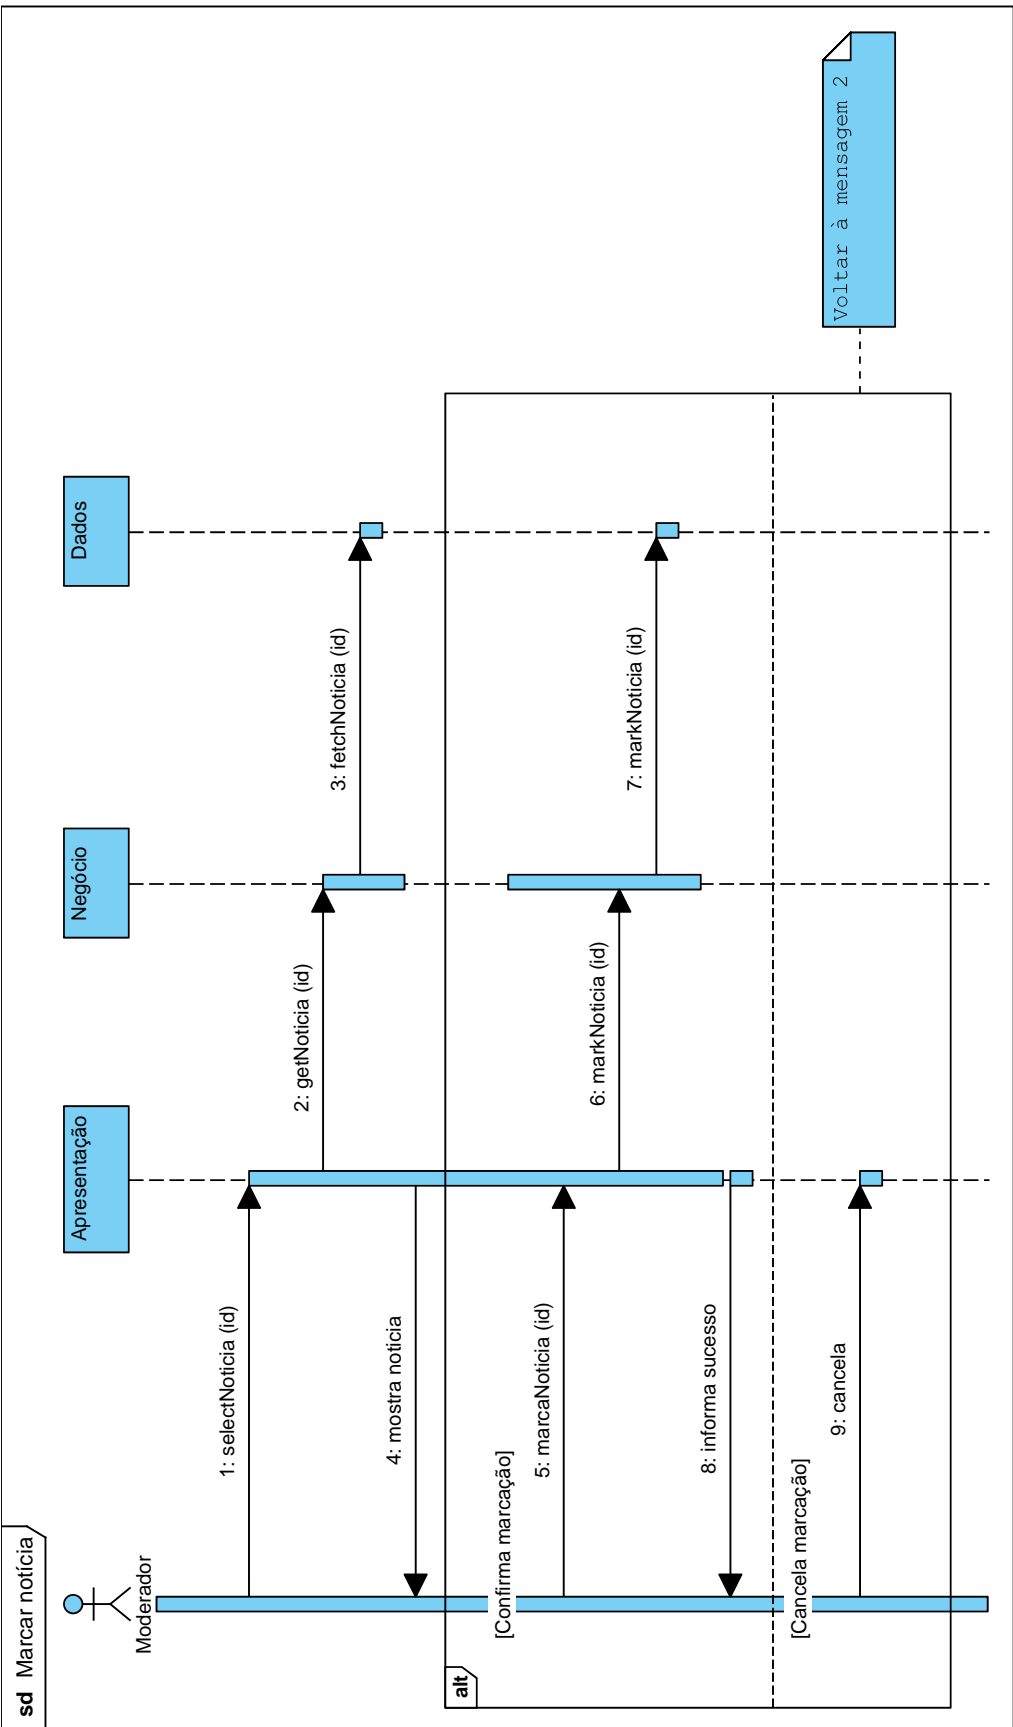 sd Marcar notícia
Moderador
Apresentação
Negócio
Dados
1: selectNoticia (id)
2: getNoticia (id)
3: fetchNoticia (id)
4: mostra noticia
alt
[Confirma marcação]
5: marcaNoticia (id)
6: markNoticia (id)
7: markNoticia (id)
8: informa sucesso
[Cancela marcação]
9: cancela
Voltar à mensagem 2